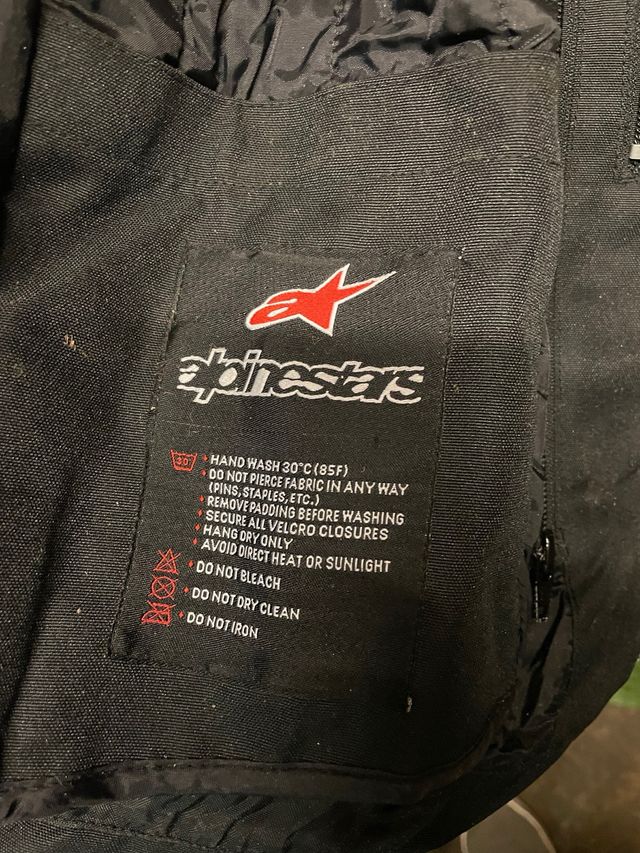 alpinestars
30°
• HAND WASH 30°C (85F)
• DO NOT PIERCE FABRIC IN ANY WAY
(PINS, STAPLES, ETC.)
• REMOVE PADDING BEFORE WASHING
• SECURE ALL VELCRO CLOSURES
• HANG DRY ONLY
• AVOID DIRECT HEAT OR SUNLIGHT
• DO NOT BLEACH
• DO NOT DRY CLEAN
• DO NOT IRON